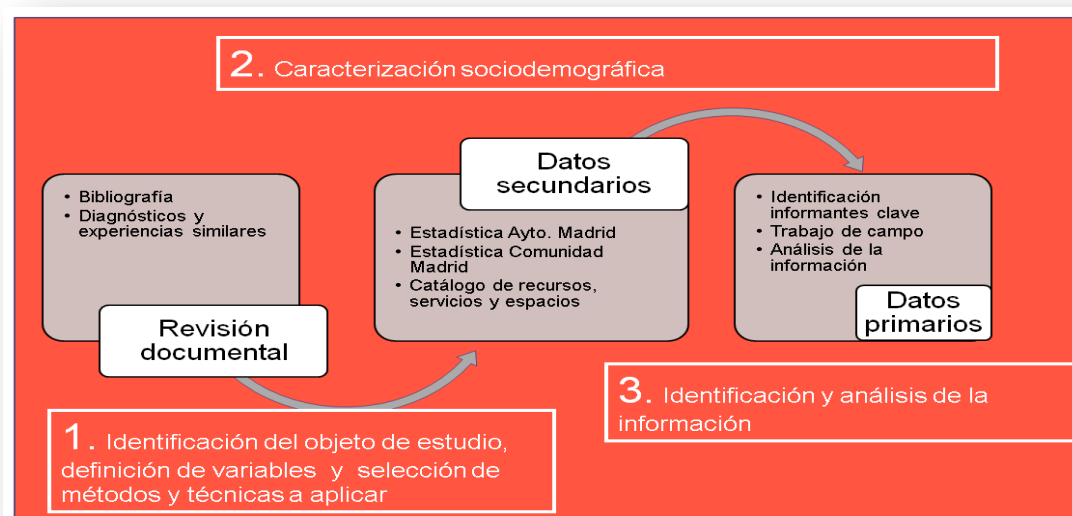 2. Caracterización sociodemográfica
• Bibliografía
• Diagnósticos y
experiencias similares
Revisión
documental
1. Identificación del objeto de estudio,
definición de variables y selección de
métodos y técnicas a aplicar
Datos
secundarios
• Estadística Ayto. Madrid
• Estadística Comunidad
Madrid
• Catálogo de recursos,
servicios y espacios
• Identificación
informantes clave
• Trabajo de campo
• Análisis de la
información
Datos
primarios
3. Identificación y análisis de la
información